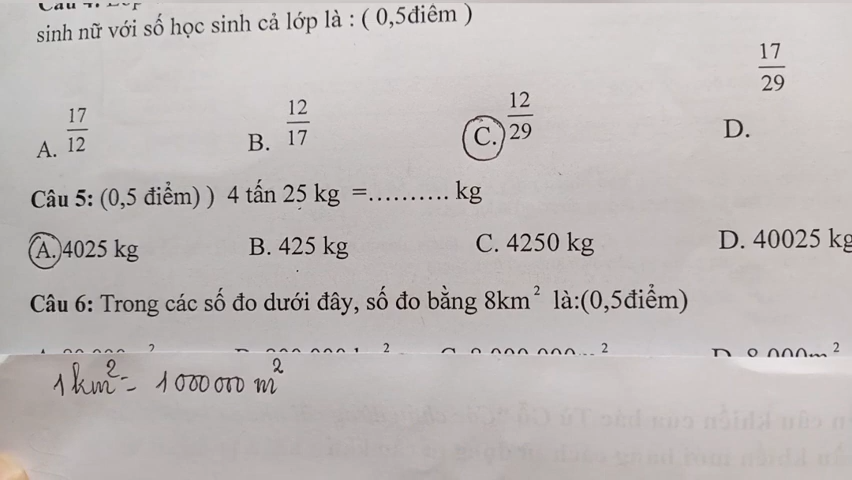 sinh nữ với số học sinh cả lớp là : ( 0,5điêm )
A. 17/12 B. 12/17 C. 12/29 D. 17/29
Câu 5: (0,5 điểm) ) 4 tấn 25 kg =.......... kg
A. 4025 kg B. 425 kg C. 4250 kg D. 40025 kg
Câu 6: Trong các số đo dưới đây, số đo bằng 8km² là:(0,5điểm)
1km² = 1000000 m²